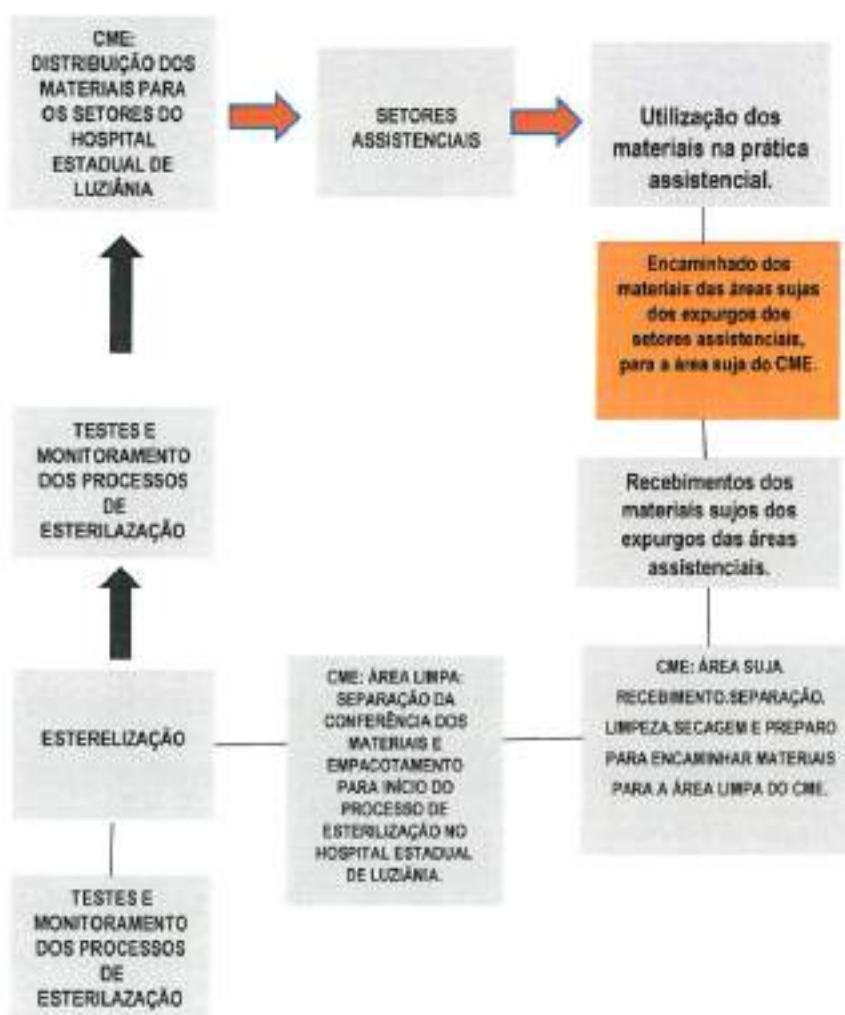 CME:
DISTRIBUIÇÃO DOS
MATERIAIS PARA
OS SETORES DO
HOSPITAL
ESTADUAL DE
LUZIÂNIA
SETORES
ASSISTENCIAIS
Utilização dos
materiais na prática
assistencial.
Encaminhado dos
materiais das áreas sujas
dos expurgos dos
setores assistenciais,
para a área suja do CME.
Recebimentos dos
materiais sujos dos
expurgos das áreas
assistenciais.
CME: ÁREA SUJA
RECEBIMENTO.SEPARAÇÃO.
LIMPEZA.SECAGEM E PREPARO
PARA ENCAMINHAR MATERIAIS
PARA A ÁREA LIMPA DO CME.
CME: ÁREA LIMPA:
SEPARAÇÃO DA
CONFERÊNCIA DOS
MATERIAIS E
EMPACOTAMENTO
PARA INÍCIO DO
PROCESSO DE
ESTERILIZAÇÃO NO
HOSPITAL ESTADUAL
DE LUZIÂNIA.
ESTERELIZAÇÃO
TESTES E
MONITORAMENTO
DOS PROCESSOS
DE
ESTERILAZAÇÃO
TESTES E
MONITORAMENTO
DOS PROCESSOS
DE
ESTERILAZAÇÃO